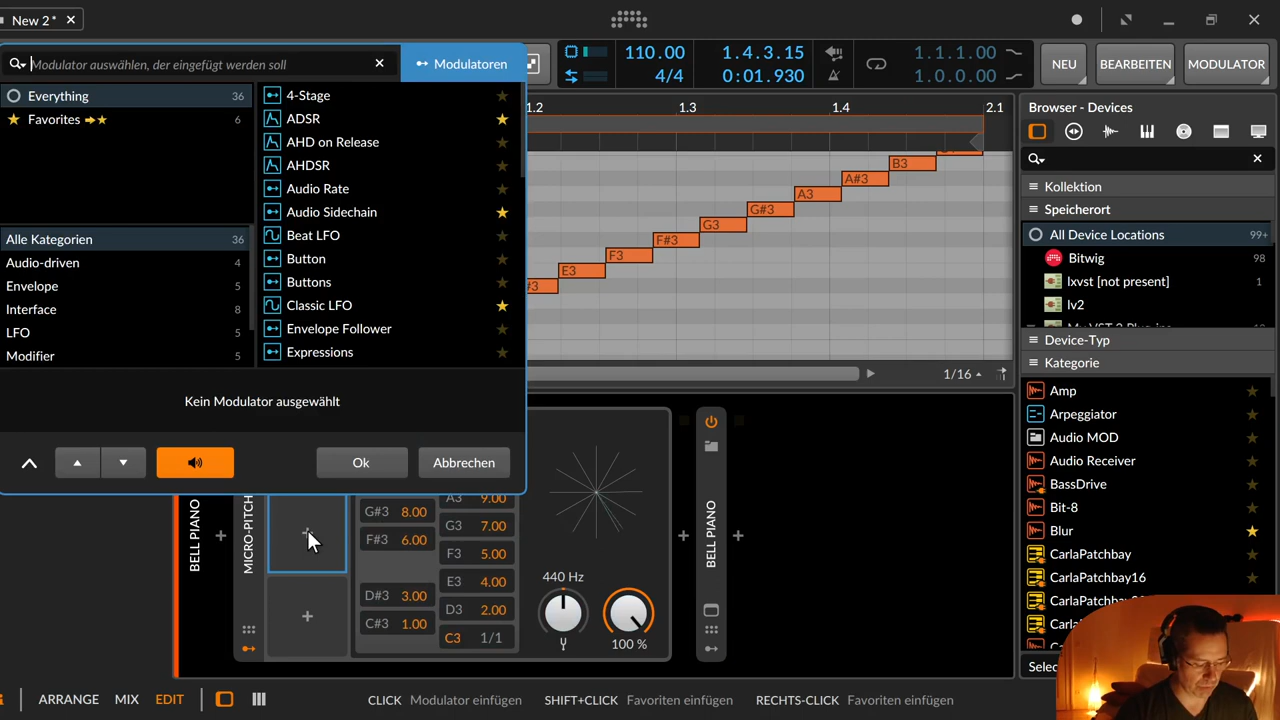 New 2*
110.00
4/4
1.4.3.15
0:01.930
1.1.1.00
1.0.0.00
NEU
BEARBEITEN
MODULATOR
Modulator auswählen, der eingefügt werden soll
Modulatoren
Everything 36
Favorites 6
Alle Kategorien 36
Audio-driven 4
Envelope 5
Interface 8
LFO 5
Modifier 5
4-Stage
ADSR
AHD on Release
AHDSR
Audio Rate
Audio Sidechain
Beat LFO
Button
Buttons
Classic LFO
Envelope Follower
Expressions
Kein Modulator ausgewählt
Ok
Abbrechen
1.2
1.3
1.4
2.1
B3
A#3
A3
G#3
G3
F#3
F3
E3
#3
1/16
Browser - Devices
Kollektion
Speicherort
All Device Locations 99+
Bitwig 98
lxvst [not present] 1
lv2
Device-Typ
Kategorie
Amp
Arpeggiator
Audio MOD
Audio Receiver
BassDrive
Bit-8
Blur
CarlaPatchbay
CarlaPatchbay16
BELL PIANO
MICRO-PITCH
G#3 8.00
F#3 6.00
D#3 3.00
C#3 1.00
A3 9.00
G3 7.00
F3 5.00
E3 4.00
D3 2.00
C3 1/1
440 Hz
100 %
BELL PIANO
ARRANGE
MIX
EDIT
CLICK Modulator einfügen
SHIFT+CLICK Favoriten einfügen
RECHTS-CLICK Favoriten einfügen